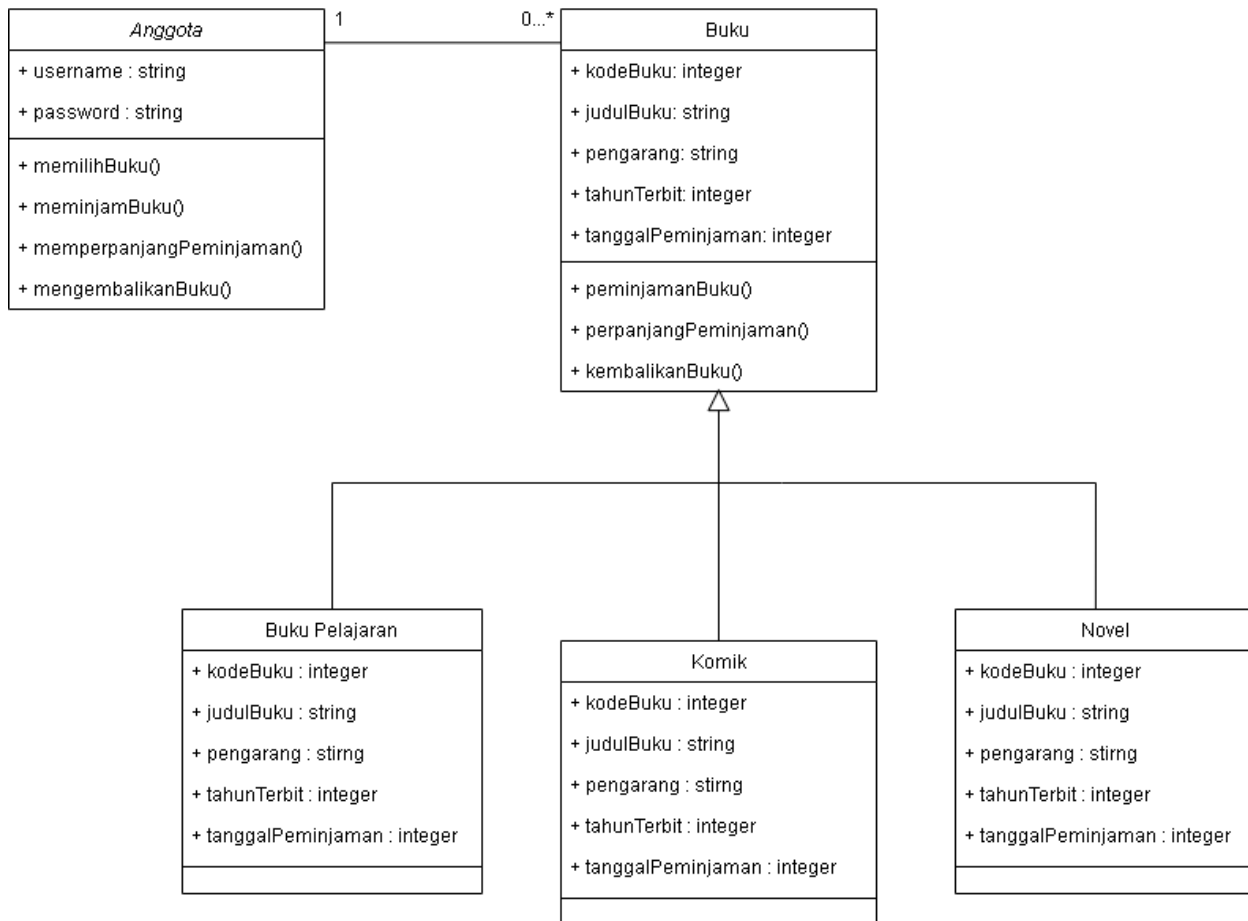 Anggota
+ username : string
+ password : string
+ memilihBuku()
+ meminjamBuku()
+ memperpanjangPeminjaman()
+ mengembalikanBuku()
1
0...*
Buku
+ kodeBuku: integer
+ judulBuku: string
+ pengarang: string
+ tahunTerbit: integer
+ tanggalPeminjaman: integer
+ peminjamanBuku()
+ perpanjangPeminjaman()
+ kembalikanBuku()
Buku Pelajaran
+ kodeBuku : integer
+ judulBuku : string
+ pengarang : stirng
+ tahunTerbit : integer
+ tanggalPeminjaman : integer
Komik
+ kodeBuku : integer
+ judulBuku : string
+ pengarang : stirng
+ tahunTerbit : integer
+ tanggalPeminjaman : integer
Novel
+ kodeBuku : integer
+ judulBuku : string
+ pengarang : stirng
+ tahunTerbit : integer
+ tanggalPeminjaman : integer